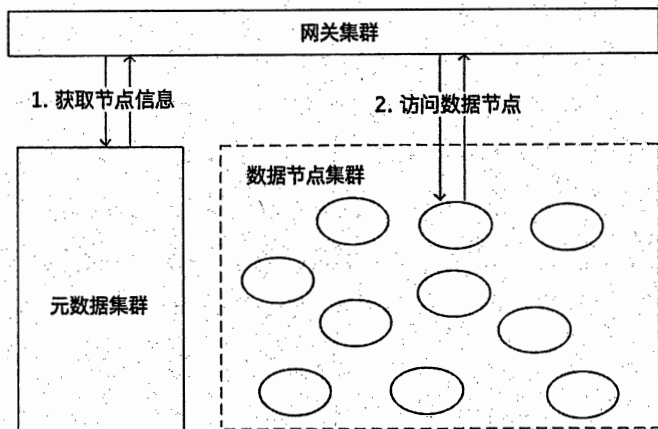 网关集群
1. 获取节点信息
2. 访问数据节点
数据节点集群
元数据集群